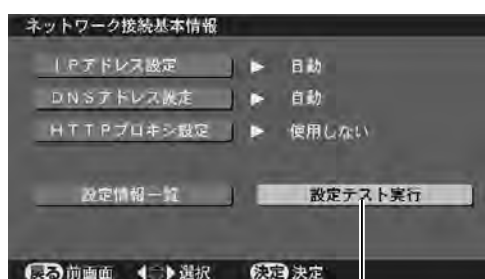 ネットワーク接続基本情報
IPアドレス設定 ▶ 自動
DNSアドレス設定 ▶ 自動
HTTPプロキシ設定 ▶ 使用しない
設定情報一覧 設定テスト実行
戻る 前画面 ◀ ▶ 選択 決定 決定